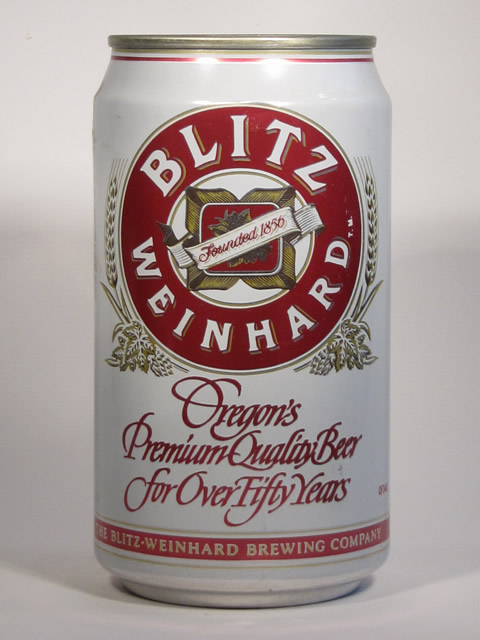 BLITZ
Founded 1856
WEINHARD T.M.
Oregon's
Premium Quality Beer
for Over Fifty Years
THE BLITZ-WEINHARD BREWING COMPANY